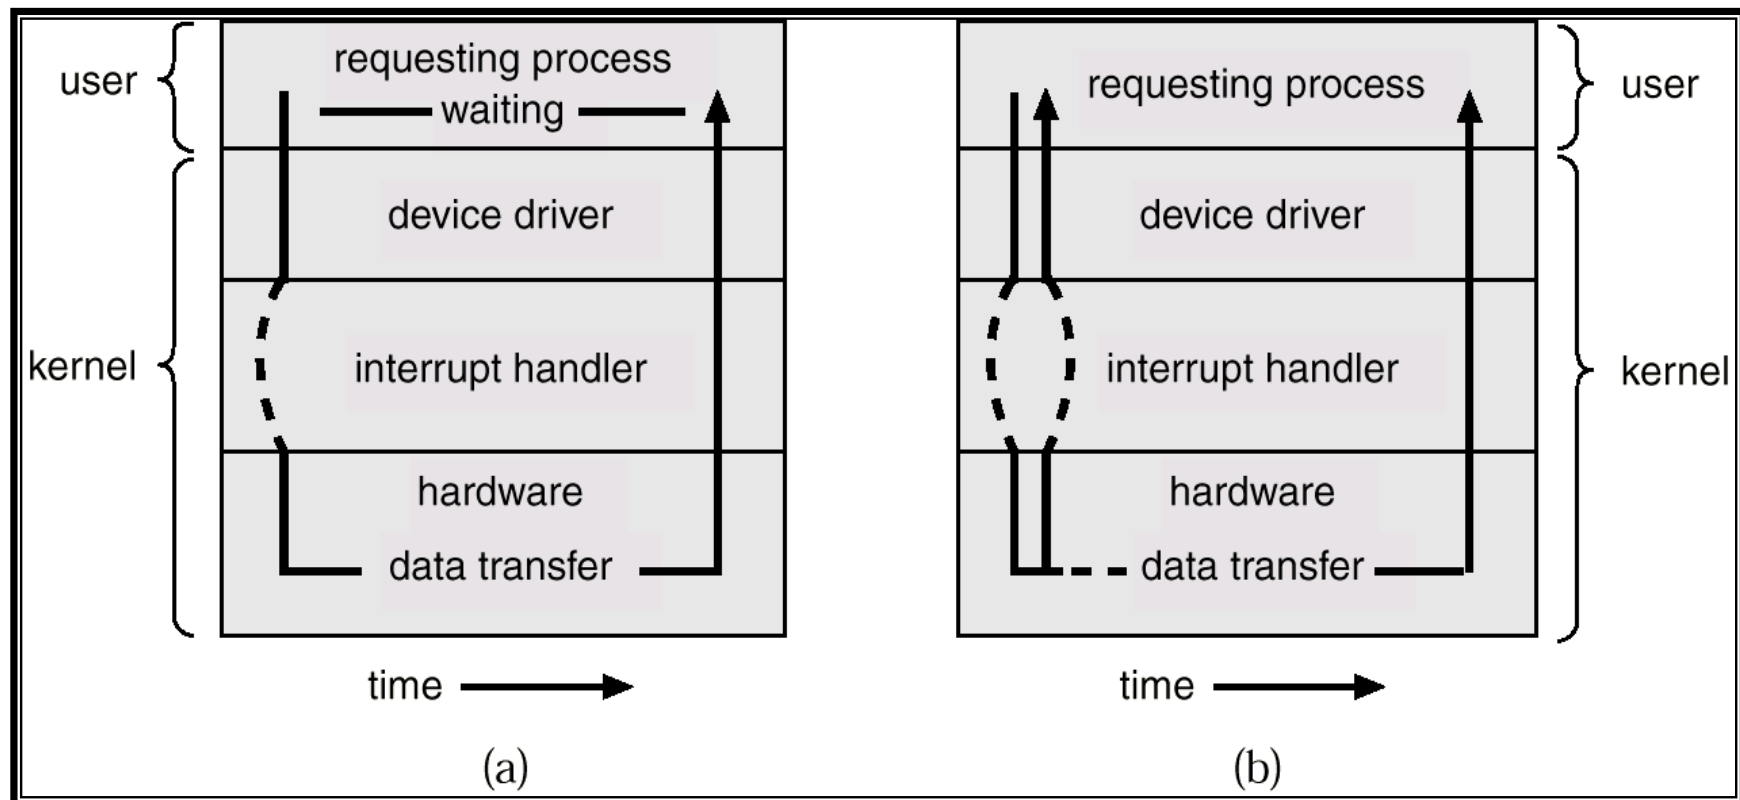 user
requesting process
waiting
device driver
kernel
interrupt handler
hardware
data transfer
time
(a)
requesting process
user
device driver
interrupt handler
kernel
hardware
data transfer
time
(b)